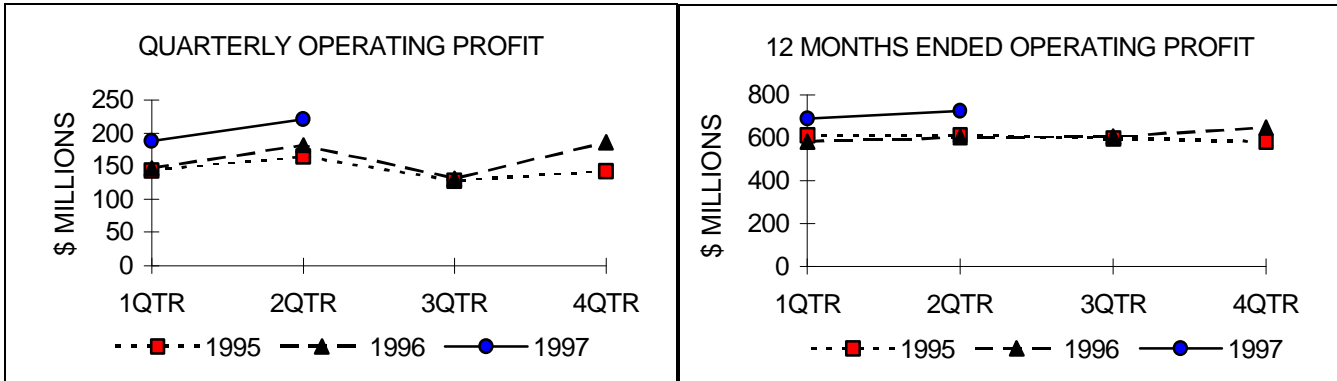 QUARTERLY OPERATING PROFIT
$ MILLIONS
250
200
150
100
50
0
1QTR 2QTR 3QTR 4QTR
1995 1996 1997
12 MONTHS ENDED OPERATING PROFIT
$ MILLIONS
800
600
400
200
0
1QTR 2QTR 3QTR 4QTR
1995 1996 1997